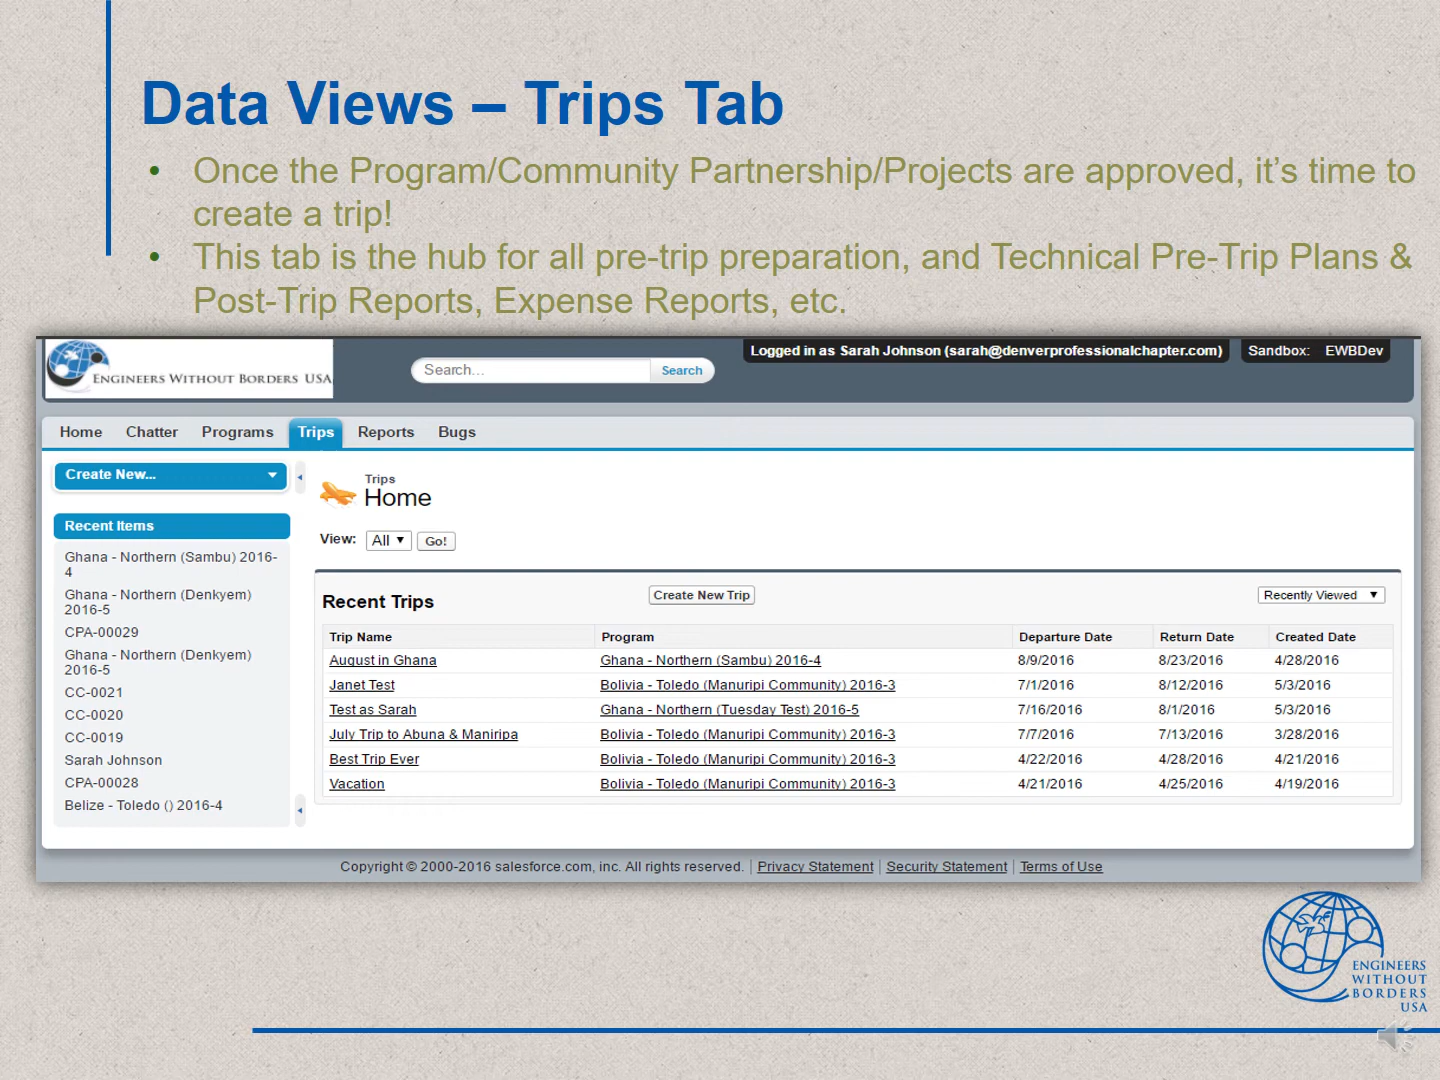 Data Views – Trips Tab
• Once the Program/Community Partnership/Projects are approved, it’s time to
create a trip!
• This tab is the hub for all pre-trip preparation, and Technical Pre-Trip Plans &
Post-Trip Reports, Expense Reports, etc.
ENGINEERS WITHOUT BORDERS USA
Search...
Search
Logged in as Sarah Johnson (sarah@denverprofessionalchapter.com)
Sandbox: EWBDev
Home Chatter Programs Trips Reports Bugs
Create New...
Recent Items
Ghana - Northern (Sambu) 2016-
4
Ghana - Northern (Denkyem)
2016-5
CPA-00029
Ghana - Northern (Denkyem)
2016-5
CC-0021
CC-0020
CC-0019
Sarah Johnson
CPA-00028
Belize - Toledo () 2016-4
Trips
Home
View: All Go!
Recent Trips
Create New Trip
Recently Viewed
Trip Name Program Departure Date Return Date Created Date
August in Ghana Ghana - Northern (Sambu) 2016-4 8/9/2016 8/23/2016 4/28/2016
Janet Test Bolivia - Toledo (Manuripi Community) 2016-3 7/1/2016 8/12/2016 5/3/2016
Test as Sarah Ghana - Northern (Tuesday Test) 2016-5 7/16/2016 8/1/2016 5/3/2016
July Trip to Abuna & Maniripa Bolivia - Toledo (Manuripi Community) 2016-3 7/7/2016 7/13/2016 3/28/2016
Best Trip Ever Bolivia - Toledo (Manuripi Community) 2016-3 4/22/2016 4/28/2016 4/21/2016
Vacation Bolivia - Toledo (Manuripi Community) 2016-3 4/21/2016 4/25/2016 4/19/2016
Copyright © 2000-2016 salesforce.com, inc. All rights reserved. | Privacy Statement | Security Statement | Terms of Use
ENGINEERS
WITHOUT
BORDERS
USA